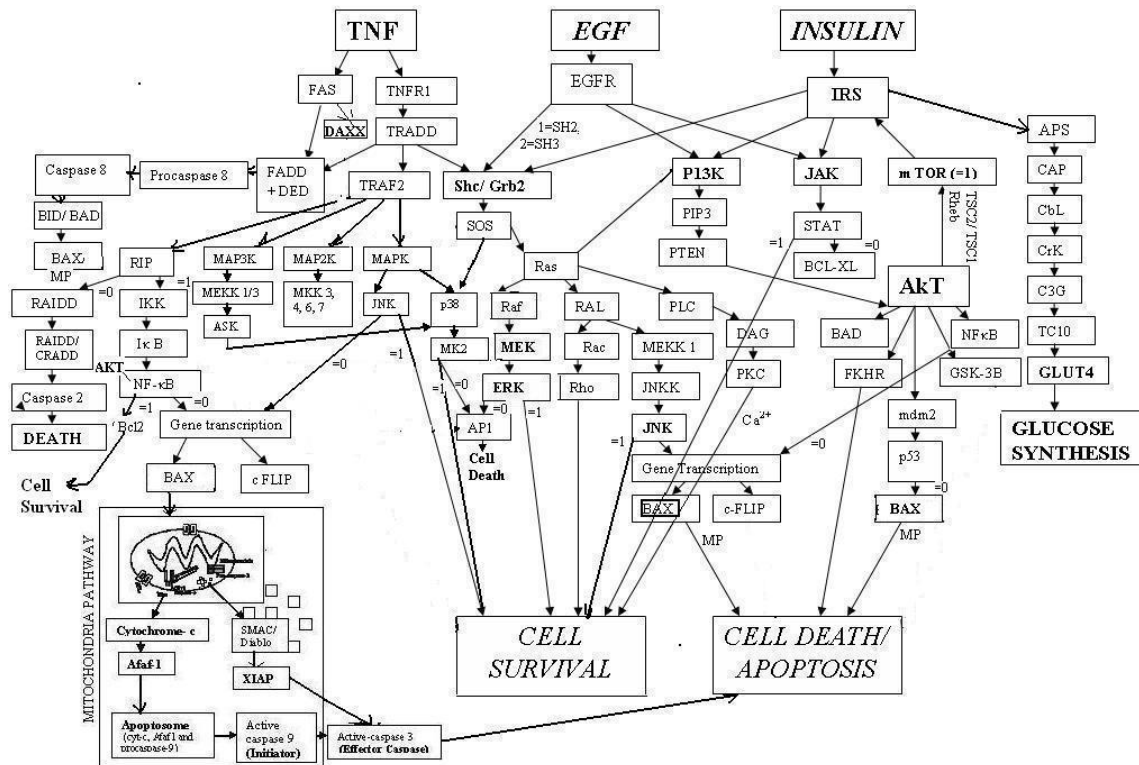 TNF
EGF
INSULIN
FAS
TNFR1
EGFR
IRS
DAXX
TRADD
1=SH2,
2=SH3
APS
Caspase 8
Procaspase 8
FADD
+DED
TRAF2
Shc/ Grb2
P13K
JAK
m TOR (=1)
CAP
BID/ BAD
SOS
PIP3
STAT
Rheb
TSC2/ TSC1
CbL
BAX
MP
RIP
MAP3K
MAP2K
MAPK
Ras
PTEN
=1
=0
BCL-XL
CrK
=0
=1
RAIDD
IKK
MEKK 1/3
MKK 3,
4, 6, 7
JNK
p38
Raf
RAL
PLC
AkT
C3G
RAIDD/
CRADD
IκB
ASK
MK2
MEK
Rac
MEKK 1
DAG
BAD
NFκB
TC10
AKT
NF-κB
=0
=1
=0
ERK
Rho
JNKK
PKC
FKHR
GSK-3B
GLUT4
Caspase 2
=1
=0
=0
=1
Ca2+
mdm2
DEATH
Bcl2
Gene transcription
AP1
JNK
=1
=0
GLUCOSE
SYNTHESIS
Cell
Survival
BAX
c FLIP
Cell
Death
Gene Transcription
p53
=0
BAX
c-FLIP
BAX
MP
MP
MITOCHONDRIA PATHWAY
Cytochrome- c
SMAC/
Diablo
CELL
SURVIVAL
CELL DEATH/
APOPTOSIS
Afaf-1
XIAP
Apoptosome
(cyt-c, Afaf1 and
procaspase-9)
Active
caspase 9
(Initiator)
Active-caspase 3
(Effector Caspase)